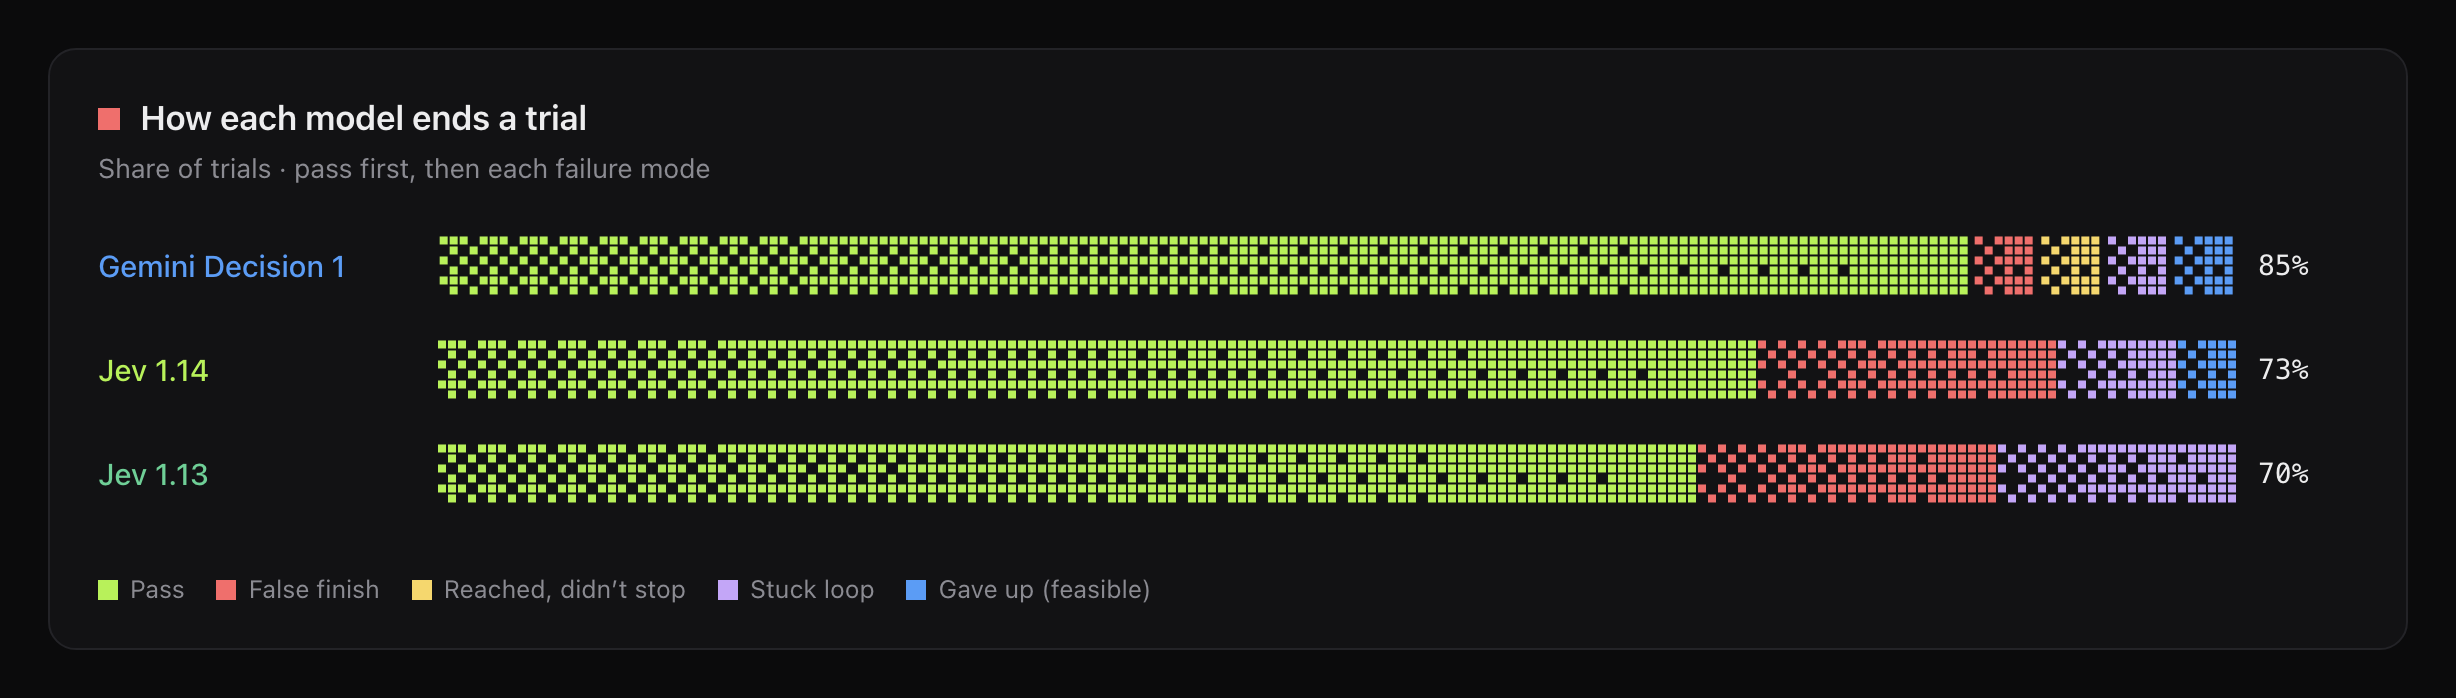 How each model ends a trial
Share of trials · pass first, then each failure mode
Gemini Decision 1 85%
Jev 1.14 73%
Jev 1.13 70%
Pass False finish Reached, didn’t stop Stuck loop Gave up (feasible)